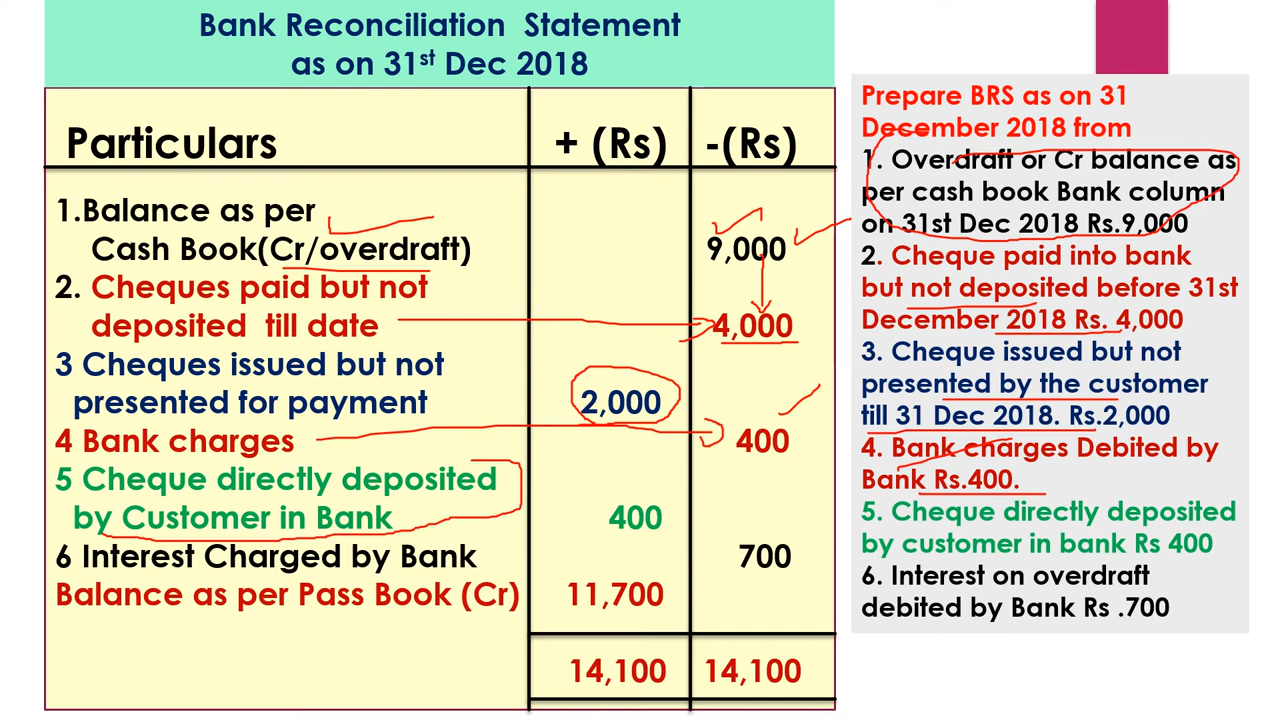 Bank Reconciliation Statement
as on 31st Dec 2018
Particulars + (Rs) -(Rs)
1.Balance as per
Cash Book(Cr/overdraft) 9,000
2. Cheques paid but not
deposited till date 4,000
3 Cheques issued but not
presented for payment 2,000
4 Bank charges 400
5 Cheque directly deposited
by Customer in Bank 400
6 Interest Charged by Bank 700
Balance as per Pass Book (Cr) 11,700
14,100 14,100
Prepare BRS as on 31
December 2018 from
1. Overdraft or Cr balance as
per cash book Bank column
on 31st Dec 2018 Rs.9,000
2. Cheque paid into bank
but not deposited before 31st
December 2018 Rs. 4,000
3. Cheque issued but not
presented by the customer
till 31 Dec 2018. Rs.2,000
4. Bank charges Debited by
Bank Rs.400.
5. Cheque directly deposited
by customer in bank Rs 400
6. Interest on overdraft
debited by Bank Rs .700